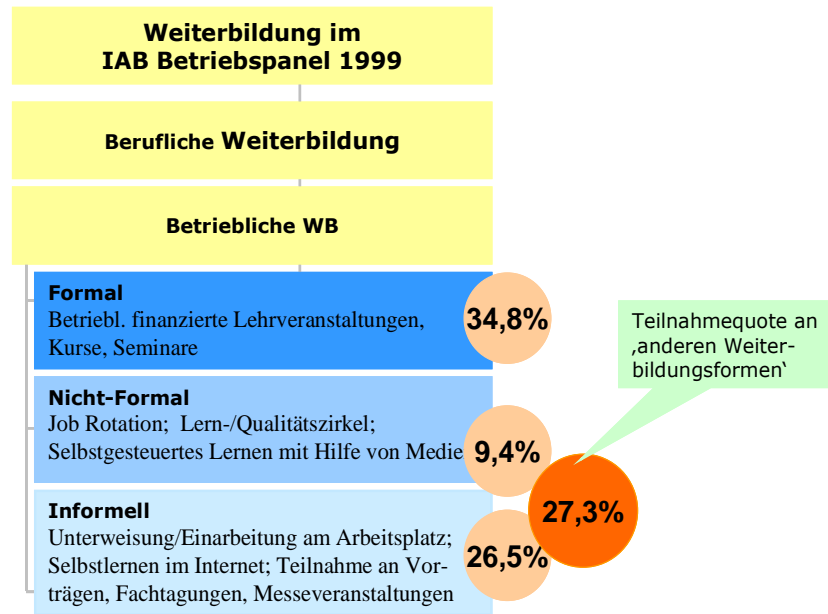 Weiterbildung im
IAB Betriebspanel 1999
Berufliche Weiterbildung
Betriebliche WB
Formal
Betriebl. finanzierte Lehrveranstaltungen,
Kurse, Seminare
34,8%
Teilnahmequote an
‚anderen Weiter-
bildungsformen‘
Nicht-Formal
Job Rotation; Lern-/Qualitätszirkel;
Selbstgesteuertes Lernen mit Hilfe von Medie
9,4%
27,3%
Informell
Unterweisung/Einarbeitung am Arbeitsplatz;
Selbstlernen im Internet; Teilnahme an Vor-
trägen, Fachtagungen, Messeveranstaltungen
26,5%